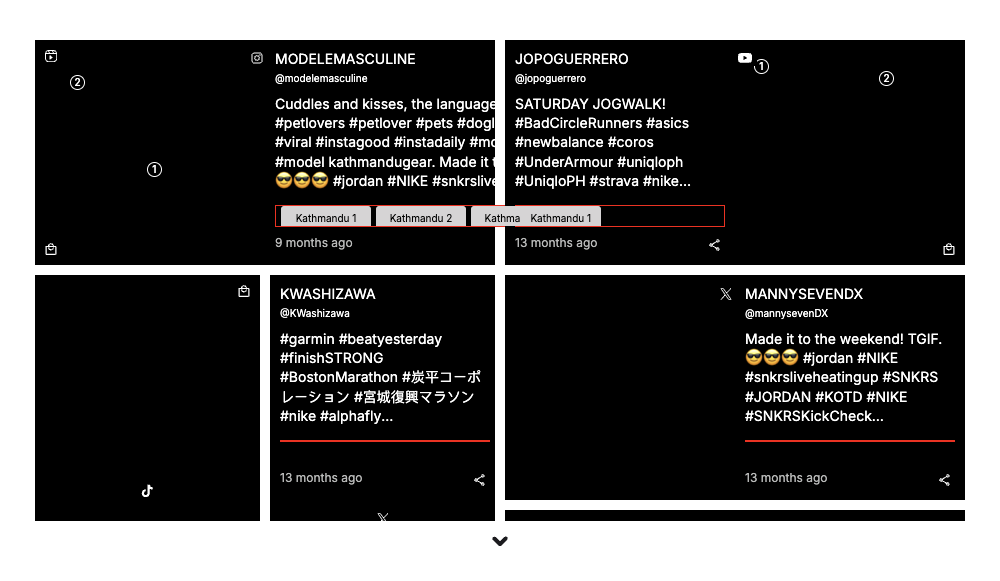 MODELEMASCULINE
@modelemasculine
Cuddles and kisses, the language
#petlovers #petlover #pets #dogl
#viral #instagood #instadaily #mo
#model kathmandugear. Made it t
😎😎😎 #jordan #NIKE #snkrslive
Kathmandu 1 Kathmandu 2 Kathma
9 months ago
2
1
JOPOGUERRERO
@jopoguerrero
SATURDAY JOGWALK!
#BadCircleRunners #asics
#newbalance #coros
#UnderArmour #uniqloph
#UniqloPH #strava #nike...
Kathmandu 1
13 months ago
1
2
KWASHIZAWA
@KWashizawa
#garmin #beatyesterday
#finishSTRONG
#BostonMarathon #炭平コーポ
レーション #宮城復興マラソン
#nike #alphafly...
13 months ago
MANNYSEVENDX
@mannysevenDX
Made it to the weekend! TGIF.
😎😎😎 #jordan #NIKE
#snkrsliveheatingup #SNKRS
#JORDAN #KOTD #NIKE
#SNKRSKickCheck...
13 months ago